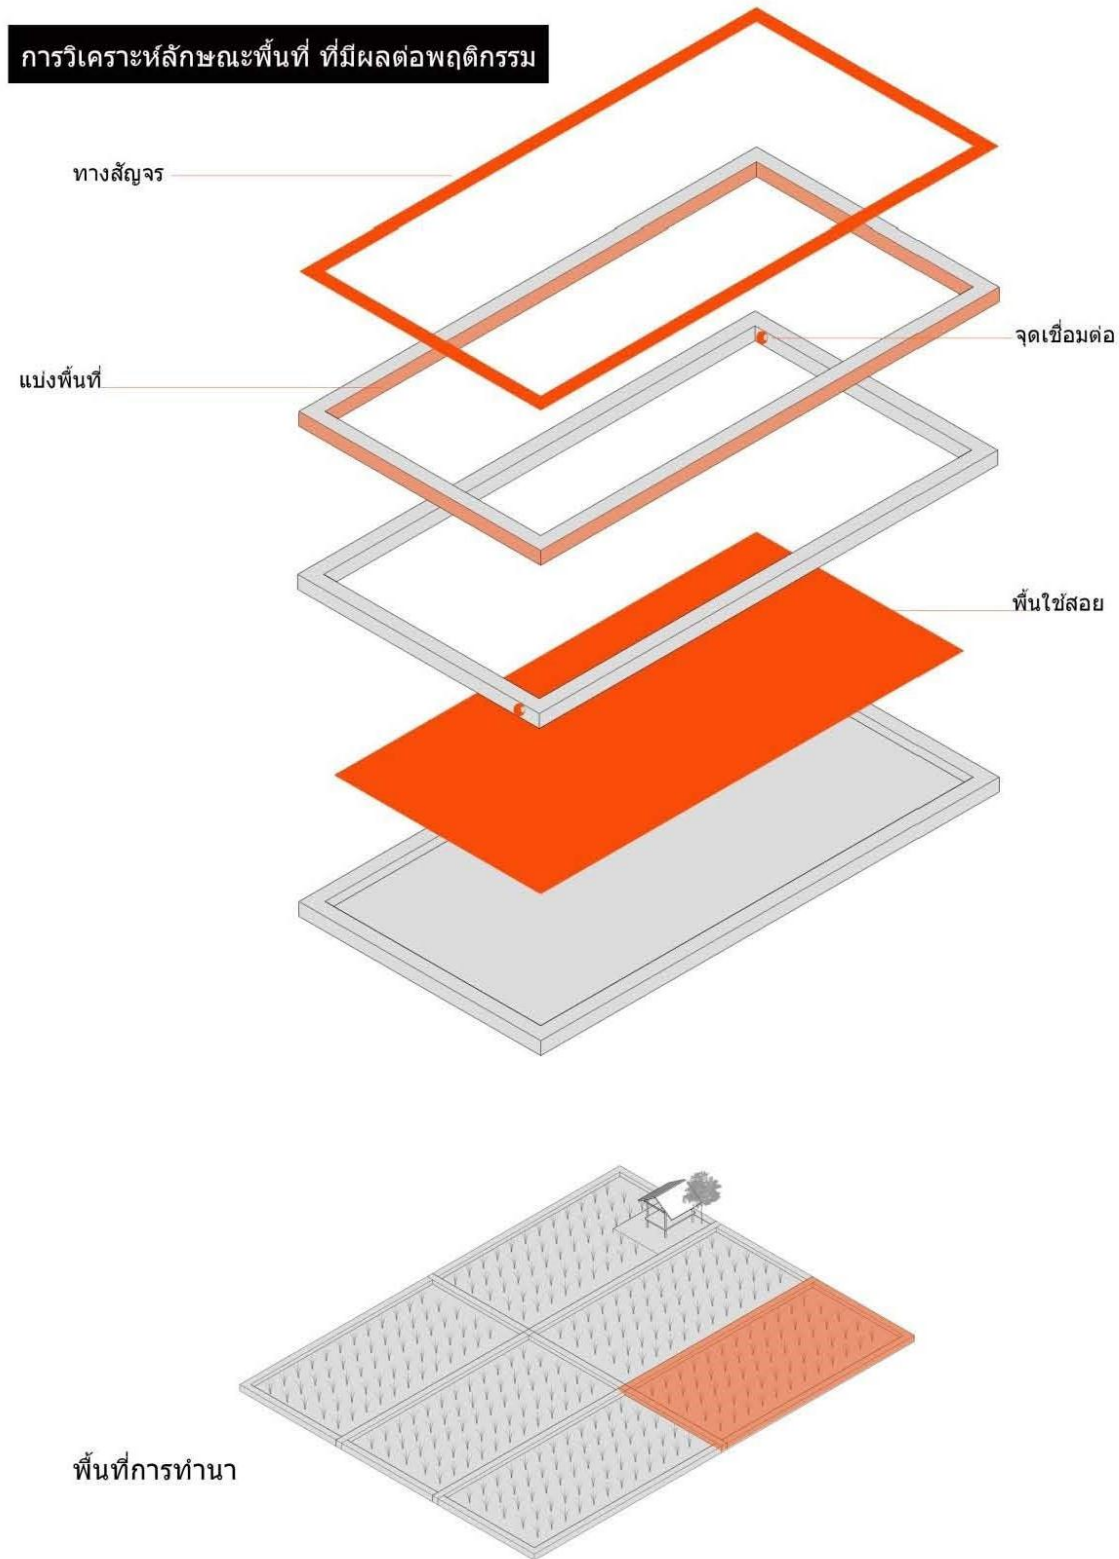 การวิเคราะห์ลักษณะพื้นที่ ที่มีผลต่อพฤติกรรม
ทางสัญจร
จุดเชื่อมต่อ
แบ่งพื้นที่
พื้นใช้สอย
พื้นที่การทำนา